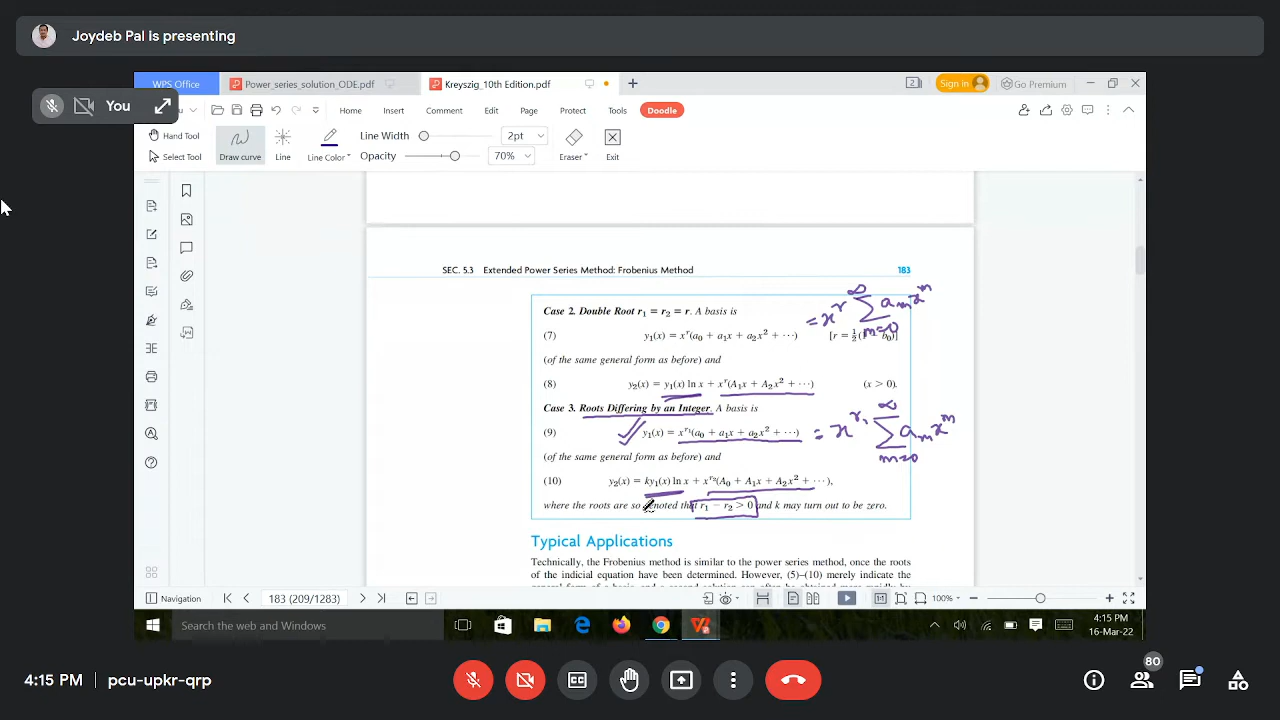 Joydeb Pal is presenting
WPS Office
Power_series_solution_ODE.pdf
Kreyszig_10th Edition.pdf
Sign in
Go Premium
You
Home Insert Comment Edit Page Protect Tools Doodle
Hand Tool
Select Tool
Draw curve
Line
Line Color
Line Width 2pt
Opacity 70%
Eraser
Exit
SEC. 5.3 Extended Power Series Method: Frobenius Method 183
Case 2. Double Root r₁ = r₂ = r. A basis is
= x^r ∑_{m=0}^{∞} a_m x^m
(7) y₁(x) = x^r(a₀ + a₁x + a₂x² + ···)
(of the same general form as before) and
(8) y₂(x) = y₁(x) ln x + x^r(A₁x + A₂x² + ···) (x > 0).
Case 3. Roots Differing by an Integer. A basis is
(9) y₁(x) = x^{r₁}(a₀ + a₁x + a₂x² + ···) = x^{r₁} ∑_{m=0}^{∞} a_m x^m
(of the same general form as before) and
(10) y₂(x) = ky₁(x) ln x + x^{r₂}(A₀ + A₁x + A₂x² + ···),
where the roots are so denoted that r₁ − r₂ > 0 and k may turn out to be zero.
Typical Applications
Technically, the Frobenius method is similar to the power series method, once the roots
of the indicial equation have been determined. However, (5)–(10) merely indicate the
Navigation
183 (209/1283)
100%
Search the web and Windows
4:15 PM
16-Mar-22
4:15 PM | pcu-upkr-qrp
80